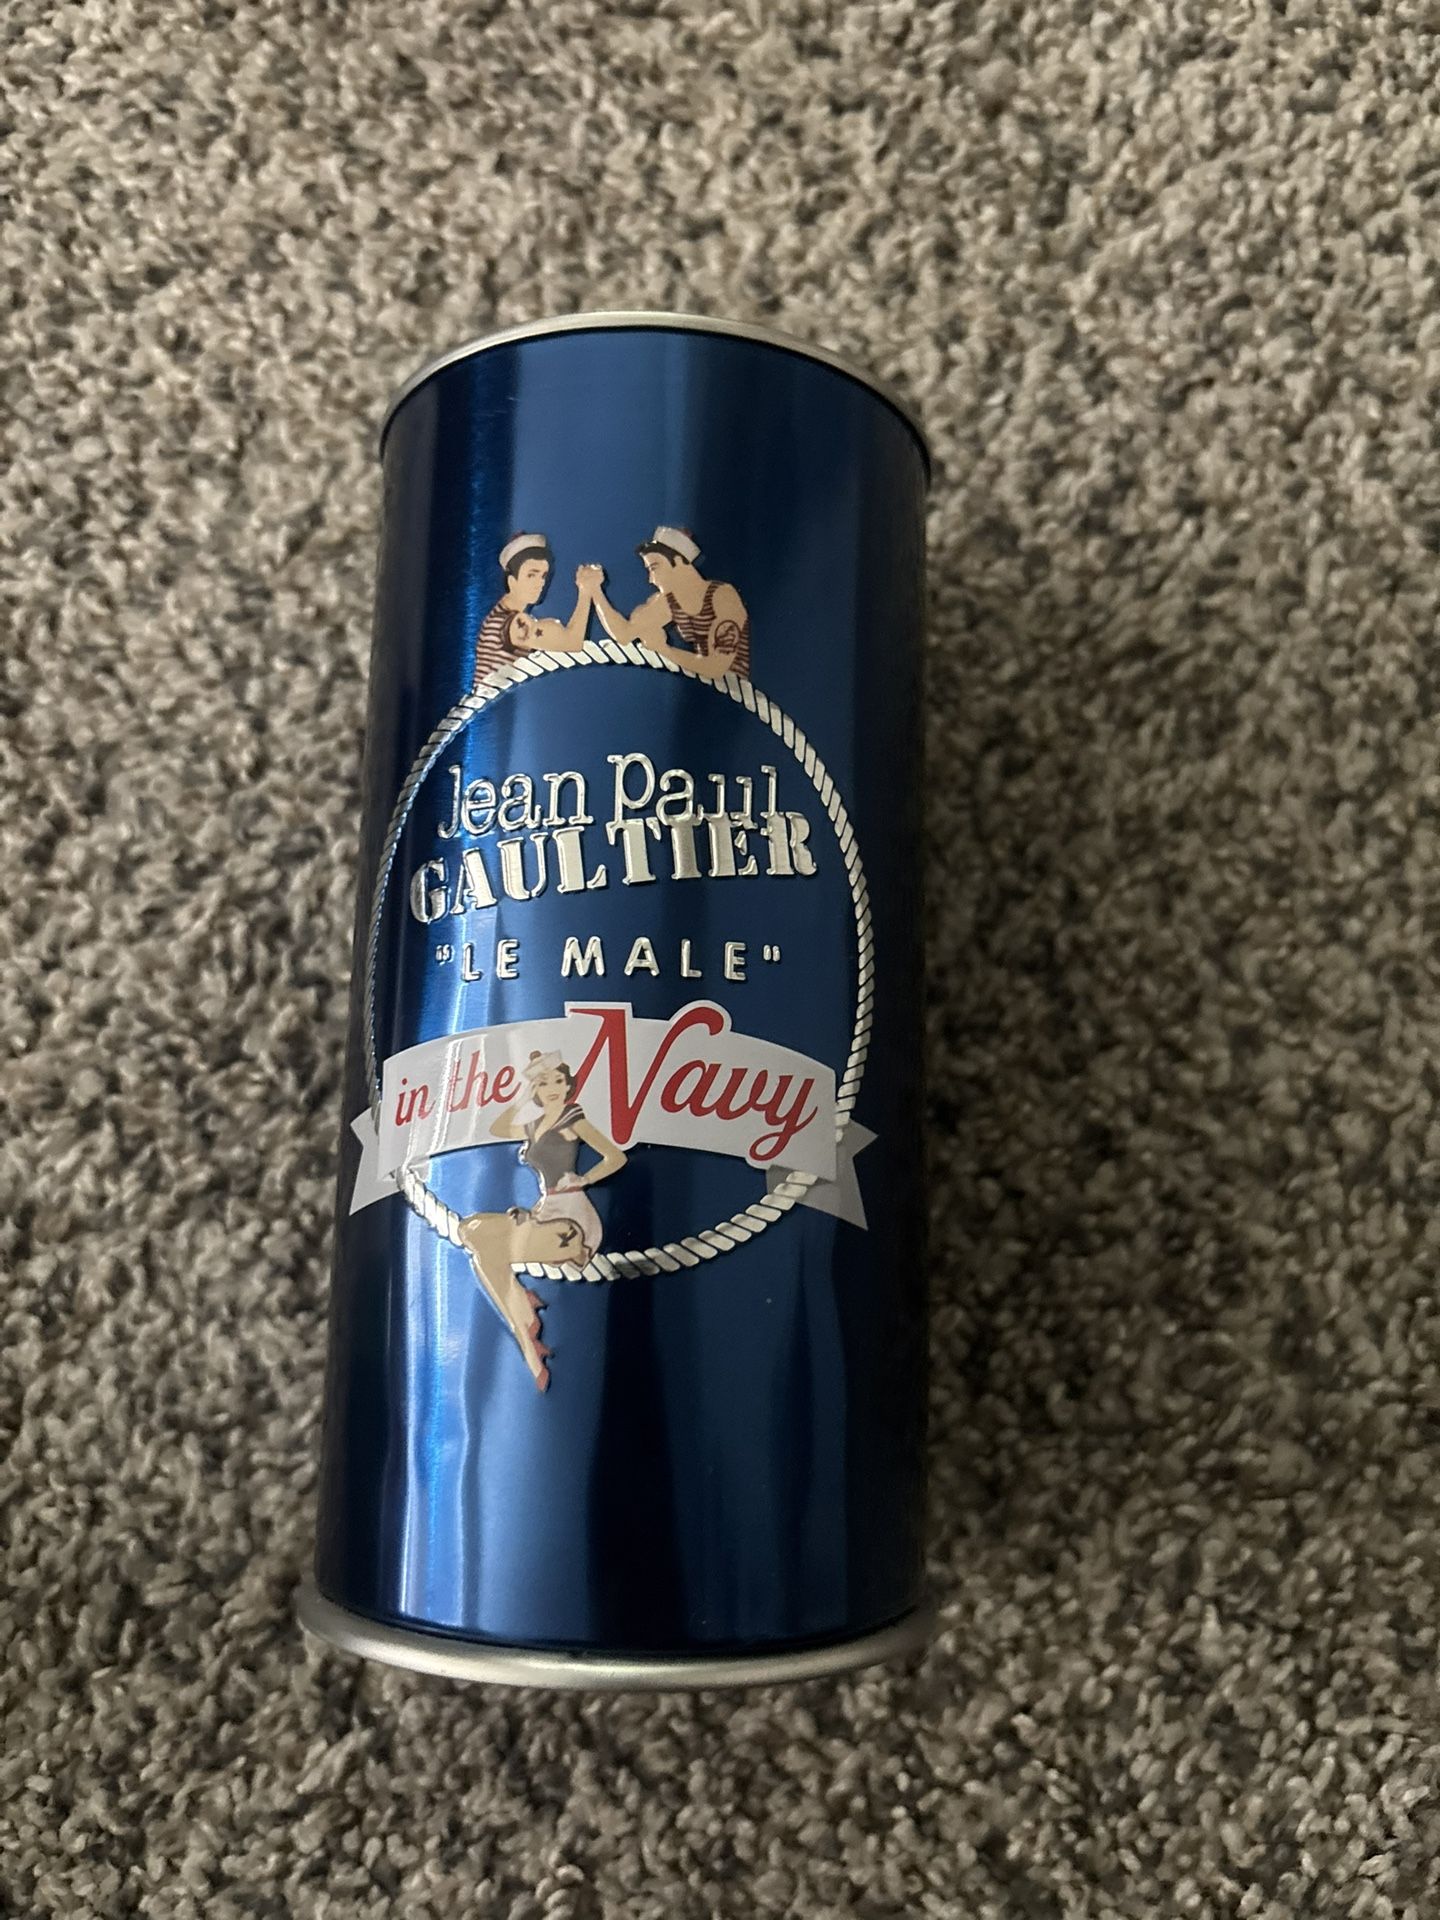 Jean Paul
GAULTIER
"LE MALE"
in the Navy